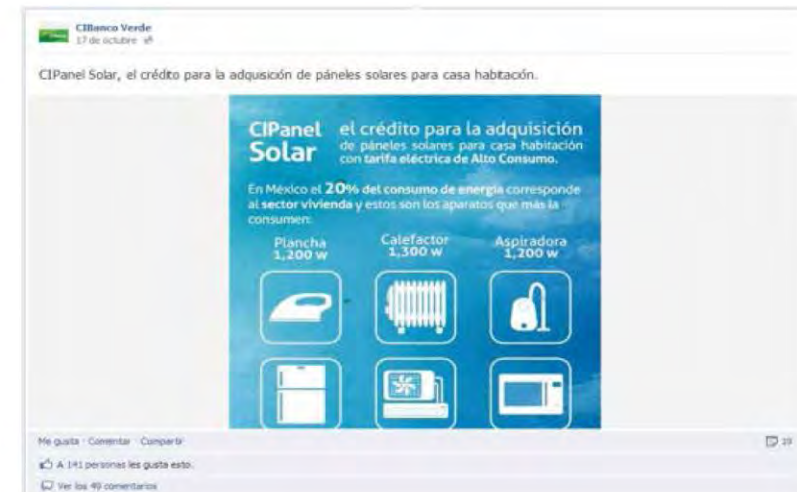 CIBanco Verde
17 de octubre
CIPanel Solar, el crédito para la adquisición de páneles solares para casa habitación.
CIPanel Solar
el crédito para la adquisición
de páneles solares para casa habitación
con tarifa eléctrica de Alto Consumo.
En México el 20% del consumo de energía corresponde
al sector vivienda y estos son los aparatos que más la
consumen:
Plancha
1,200 w
Calefactor
1,300 w
Aspiradora
1,200 w
Me gusta · Comentar · Compartir
A 141 personas les gusta esto.
Ver los 49 comentarios